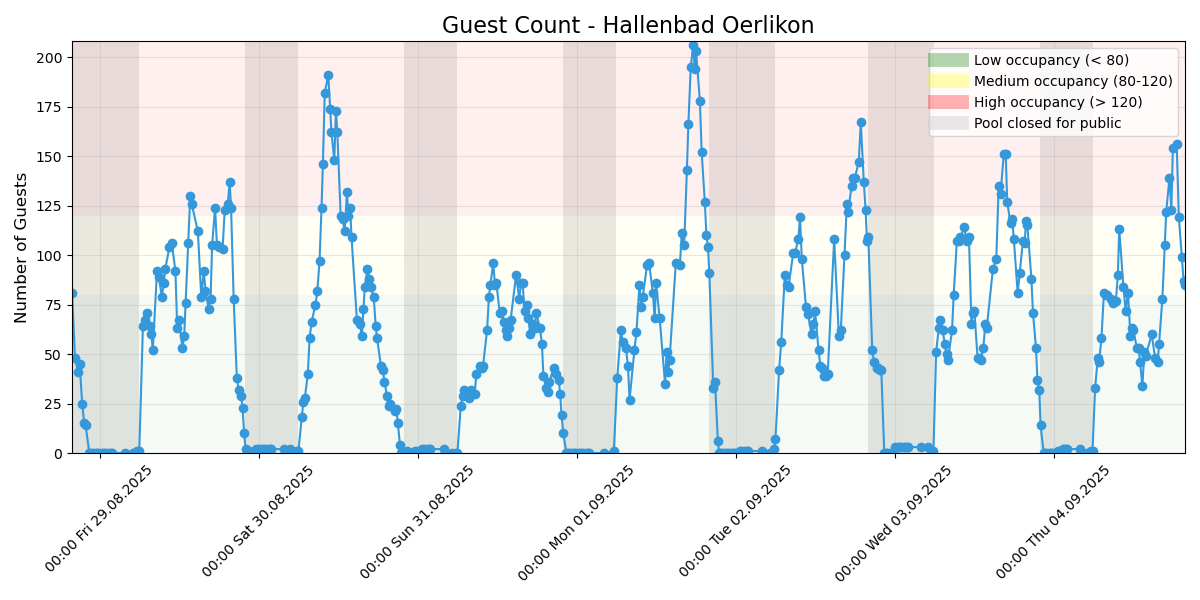 Guest Count - Hallenbad Oerlikon
Number of Guests
200
175
150
125
100
75
50
25
0
Low occupancy (< 80)
Medium occupancy (80-120)
High occupancy (> 120)
Pool closed for public
00:00 Fri 29.08.2025
00:00 Sat 30.08.2025
00:00 Sun 31.08.2025
00:00 Mon 01.09.2025
00:00 Tue 02.09.2025
00:00 Wed 03.09.2025
00:00 Thu 04.09.2025